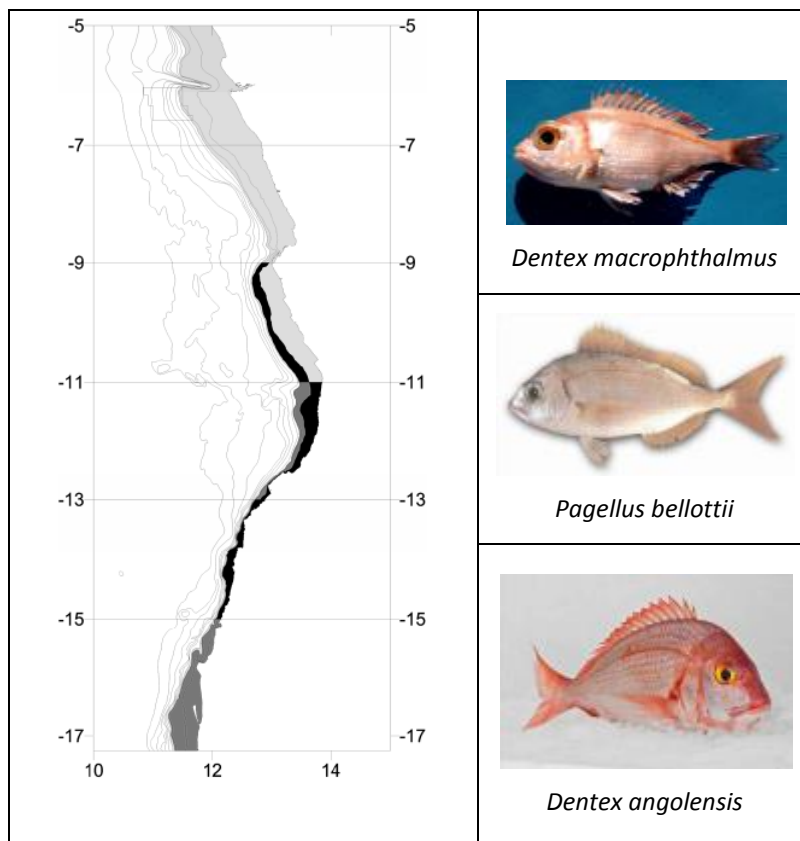 -5 -5
-7 -7
-9 -9
-11 -11
-13 -13
-15 -15
-17 -17
10 12 14
Dentex macrophthalmus
Pagellus bellottii
Dentex angolensis